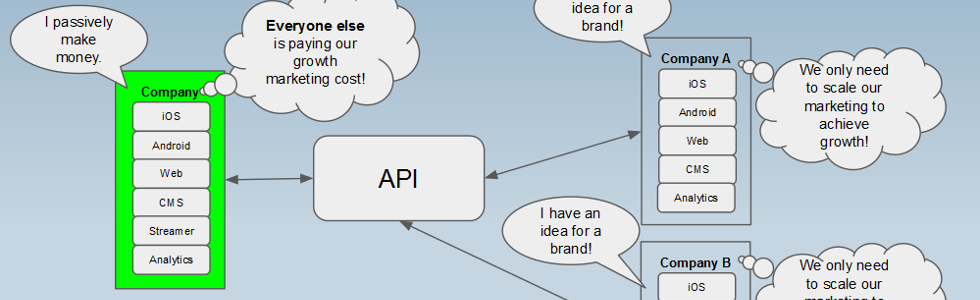 I passively
make
money.
Everyone else
is paying our
growth
marketing cost!
Company
iOS
Android
Web
CMS
Streamer
Analytics
API
idea for a
brand!
Company A
iOS
Android
Web
CMS
Analytics
We only need
to scale our
marketing to
achieve
growth!
I have an
idea for a
brand!
Company B
iOS
We only need
to scale our
marketing to